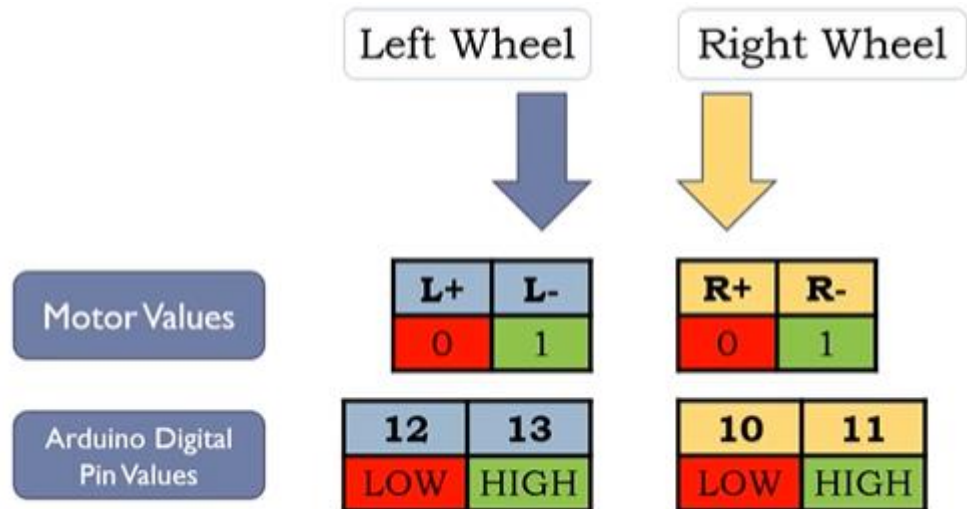 Left Wheel Right Wheel
Motor Values
L+ L- R+ R-
0 1 0 1
Arduino Digital
Pin Values
12 13 10 11
LOW HIGH LOW HIGH